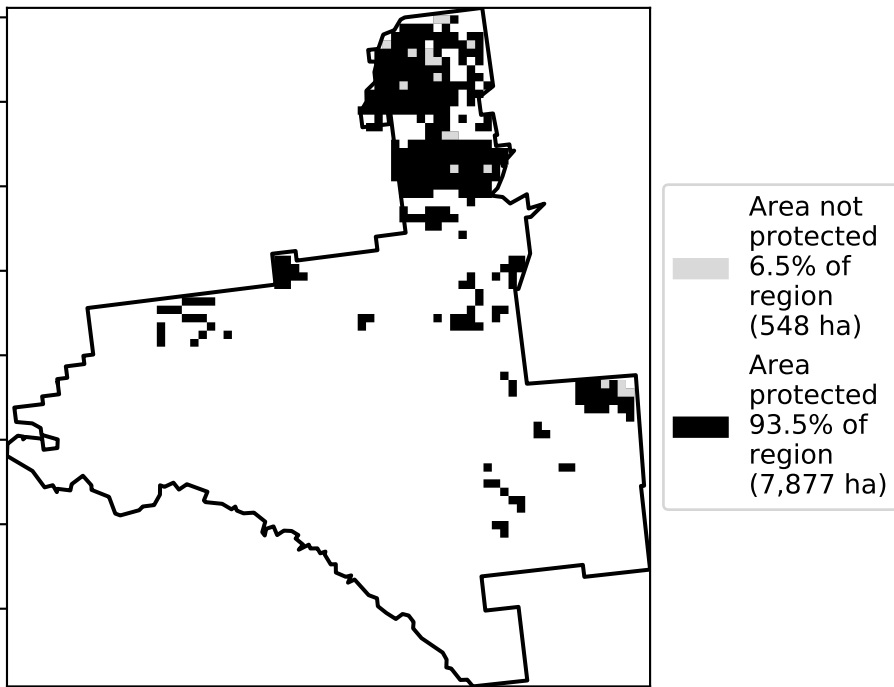 Area not
protected
6.5% of
region
(548 ha)
Area
protected
93.5% of
region
(7,877 ha)